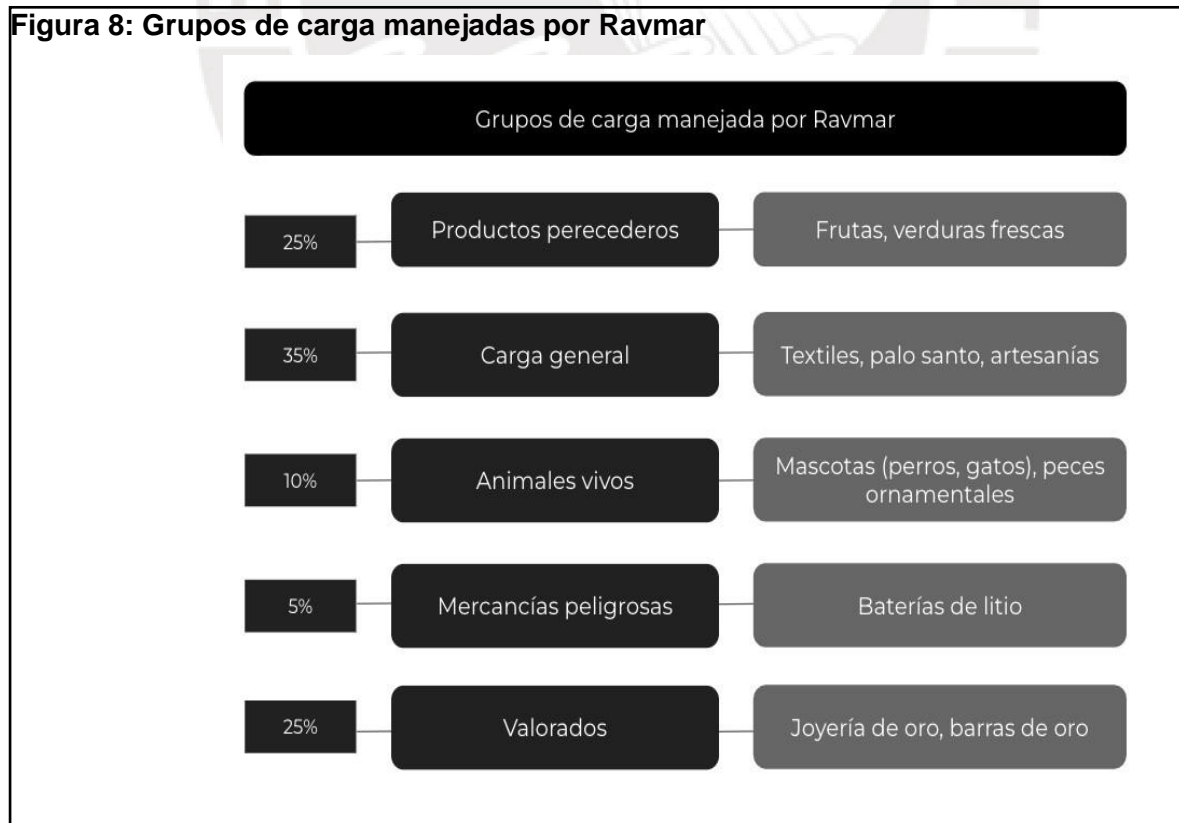 Figura 8: Grupos de carga manejadas por Ravmar
Grupos de carga manejada por Ravmar
25%
Productos perecederos
Frutas, verduras frescas
35%
Carga general
Textiles, palo santo, artesanías
10%
Animales vivos
Mascotas (perros, gatos), peces
ornamentales
5%
Mercancías peligrosas
Baterías de litio
25%
Valorados
Joyería de oro, barras de oro